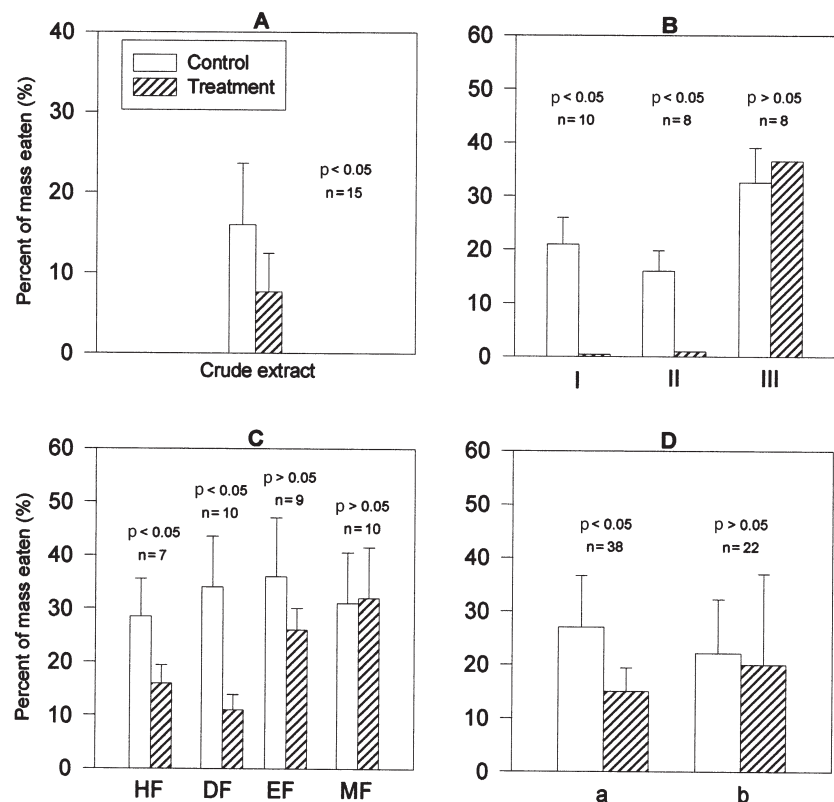 A
Percent of mass eaten (%)
40
30
20
10
0
Control
Treatment
p < 0.05
n=15
Crude extract
B
60
50
40
30
20
10
0
p < 0.05 p < 0.05 p > 0.05
n=10 n=8 n=8
I II III
C
Percent of mass eaten (%)
60
50
40
30
20
10
0
p < 0.05
n=7
p < 0.05
n=10
p > 0.05
n=9
p > 0.05
n=10
HF DF EF MF
D
60
50
40
30
20
10
0
p < 0.05 p > 0.05
n=38 n=22
a b